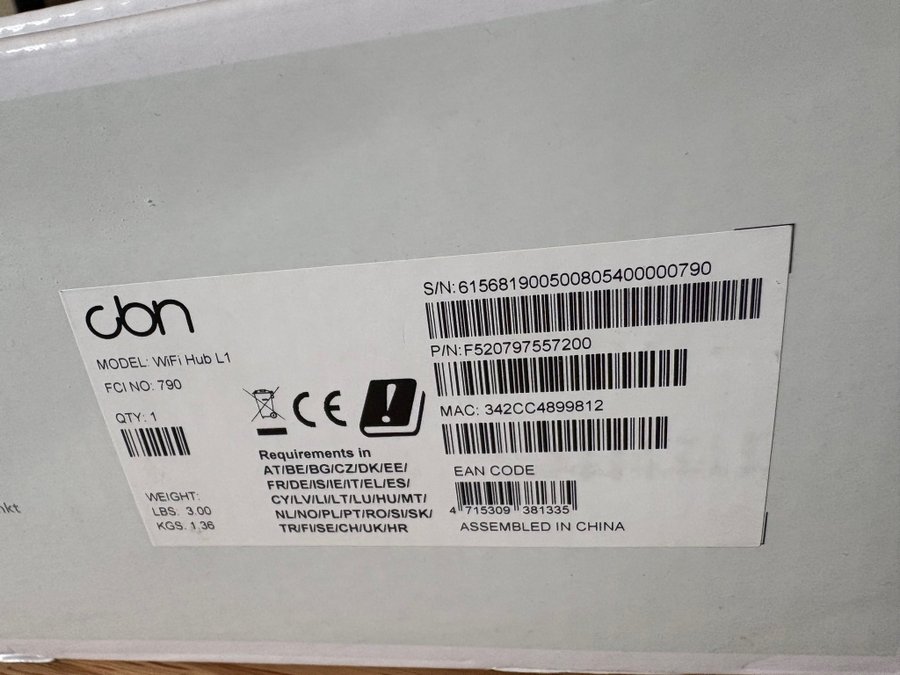 cbn
MODEL: WiFi Hub L1
FCI NO: 790
QTY: 1
WEIGHT:
LBS. 3.00
KGS. 1.36
CE
Requirements in
AT/BE/BG/CZ/DK/EE/
FR/DE/IS/IE/IT/EL/ES/
CY/LV/LI/LT/LU/HU/MT/
NL/NO/PL/PT/RO/SI/SK/
TR/FI/SE/CH/UK/HR
S/N: 615681900500805400000790
P/N: F520797557200
MAC: 342CC4899812
EAN CODE
4 715309 381335
ASSEMBLED IN CHINA